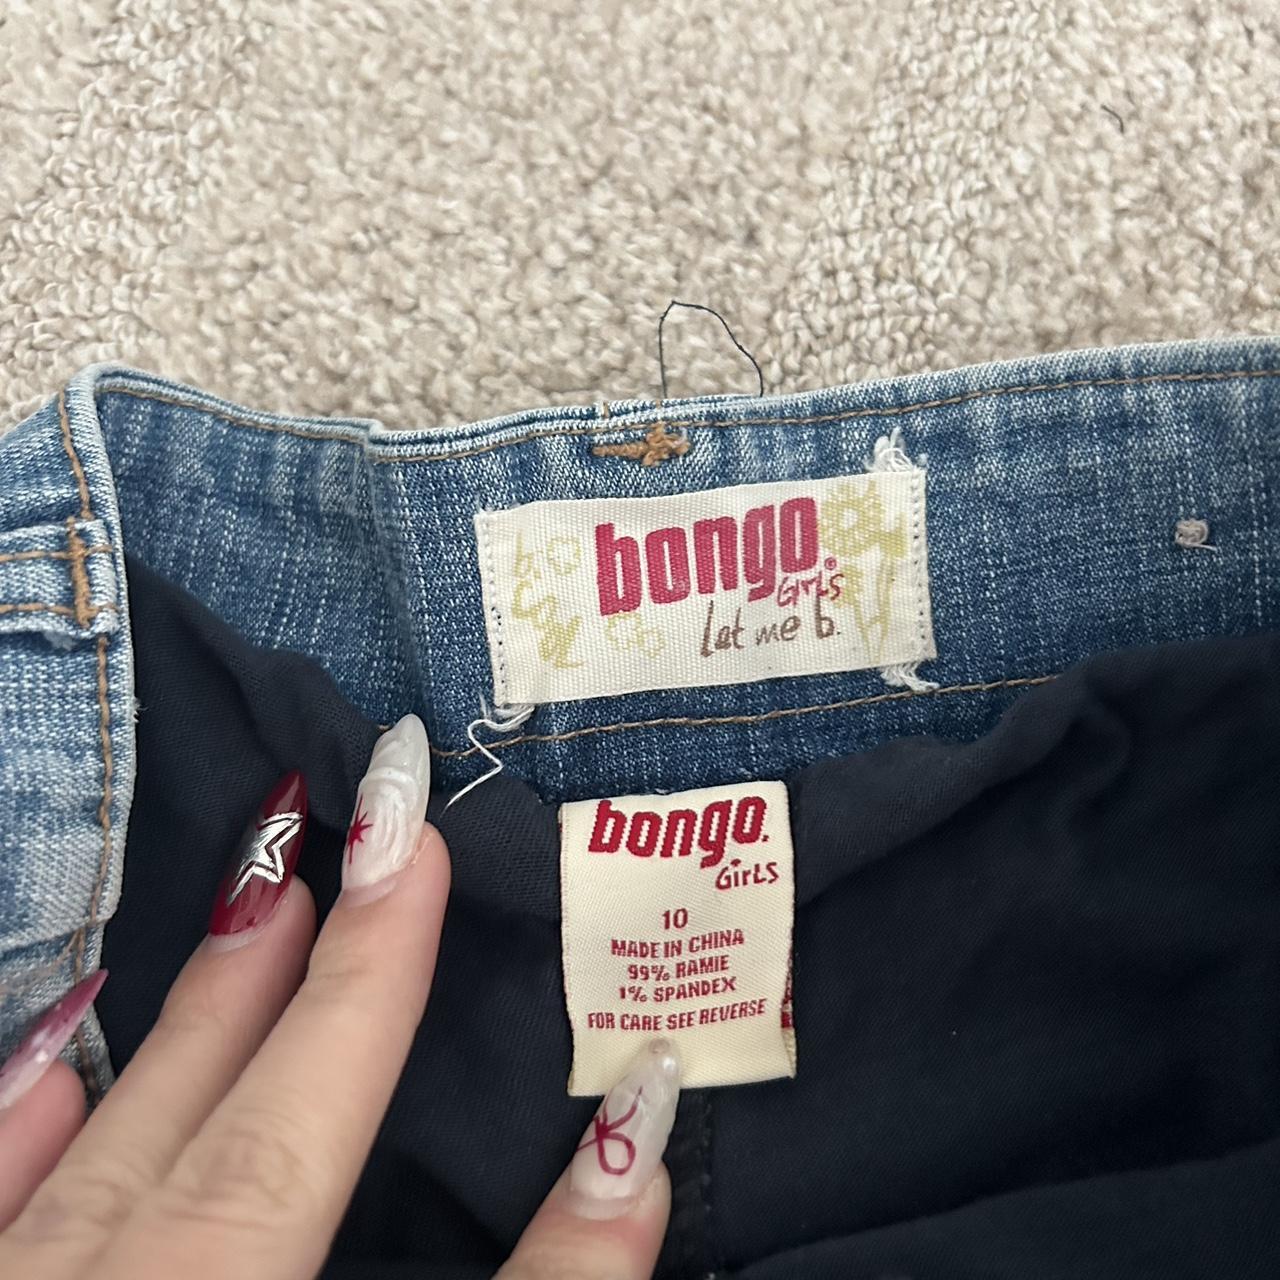 bongo®
GirLS
Let me b.
bongo.
GirLS
10
MADE IN CHINA
99% RAMIE
1% SPANDEX
FOR CARE SEE REVERSE